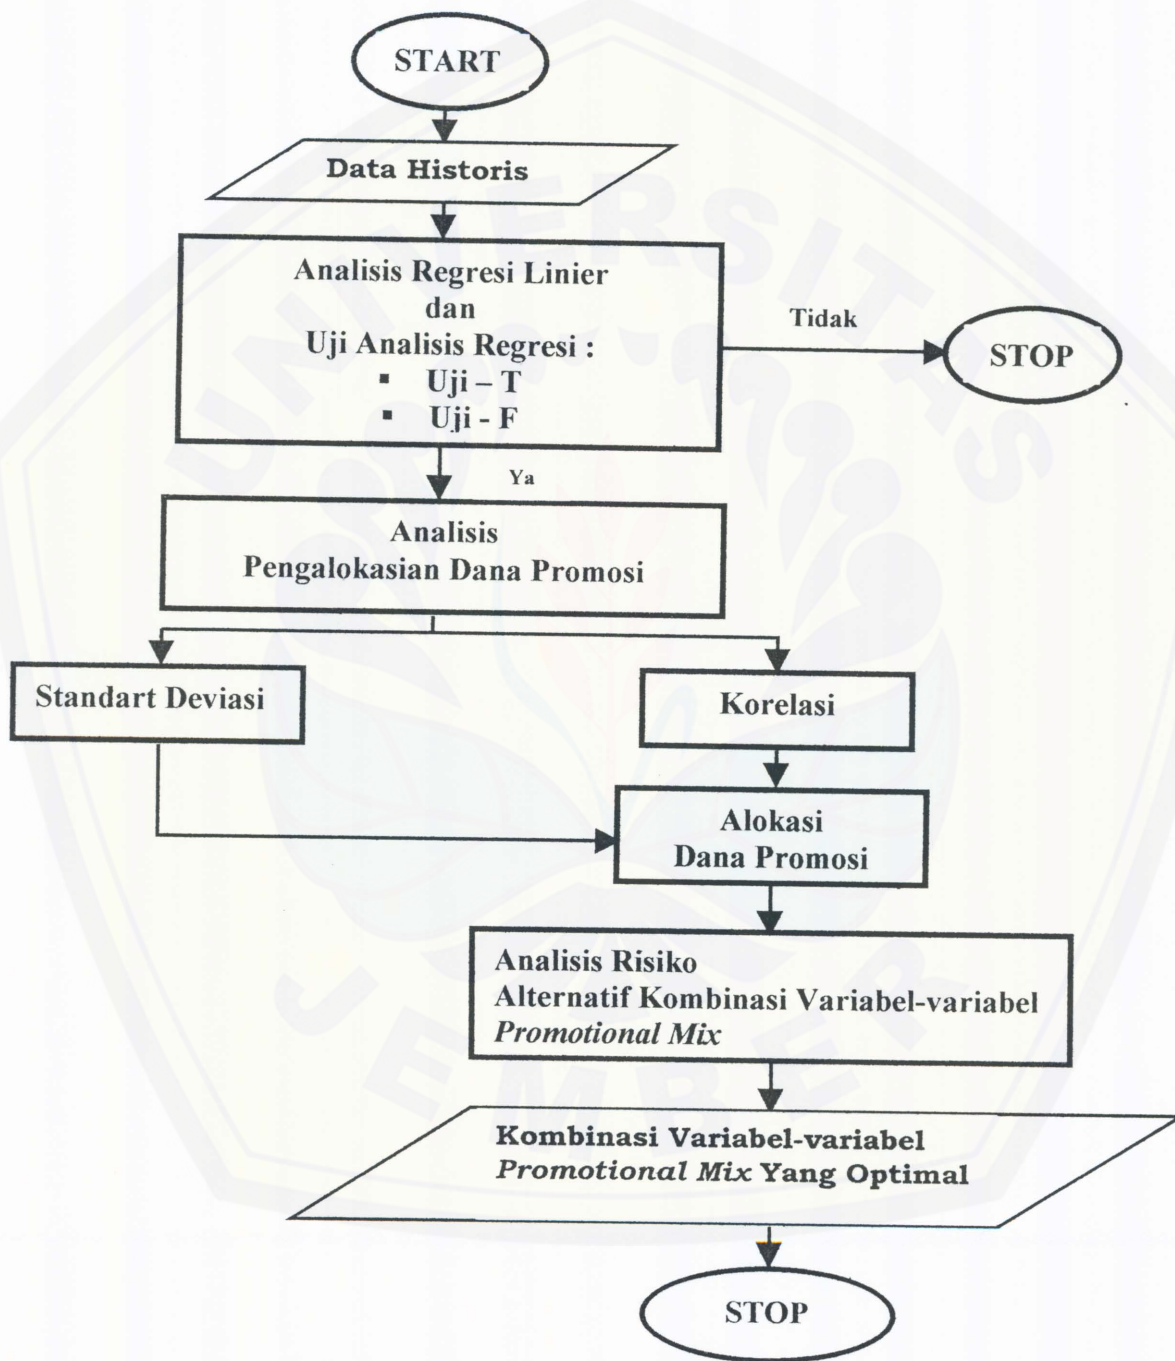 START
Data Historis
Analisis Regresi Linier
dan
Uji Analisis Regresi :
▪ Uji – T
▪ Uji - F
Tidak
STOP
Ya
Analisis
Pengalokasian Dana Promosi
Standart Deviasi
Korelasi
Alokasi
Dana Promosi
Analisis Risiko
Alternatif Kombinasi Variabel-variabel
Promotional Mix
Kombinasi Variabel-variabel
Promotional Mix Yang Optimal
STOP
UNIVERSITAS
JEMBER